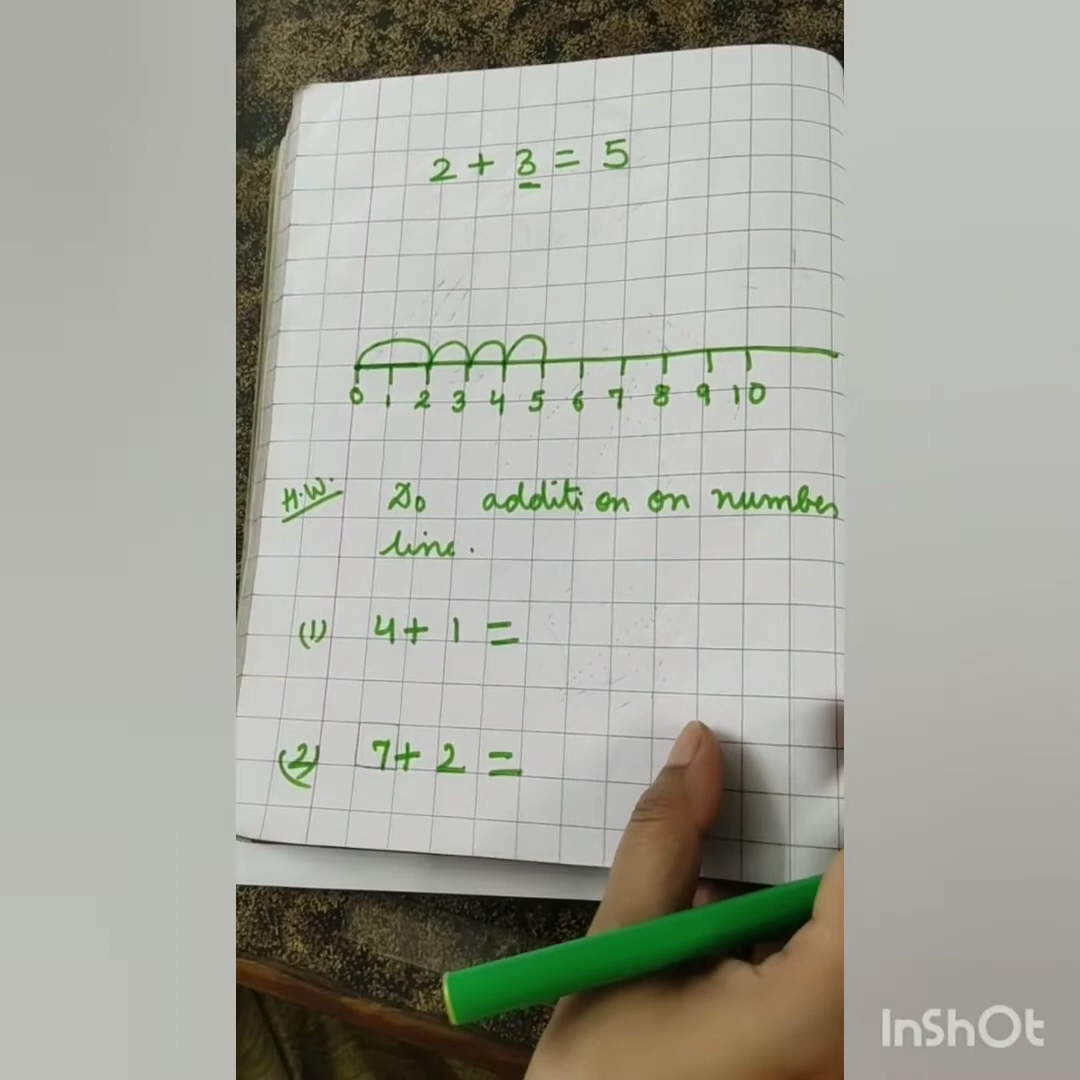 2 + 3 = 5
0 1 2 3 4 5 6 7 8 9 10
H.W. Do addition on number
line.
(1) 4 + 1 =
(2) 7 + 2 =
InShOt